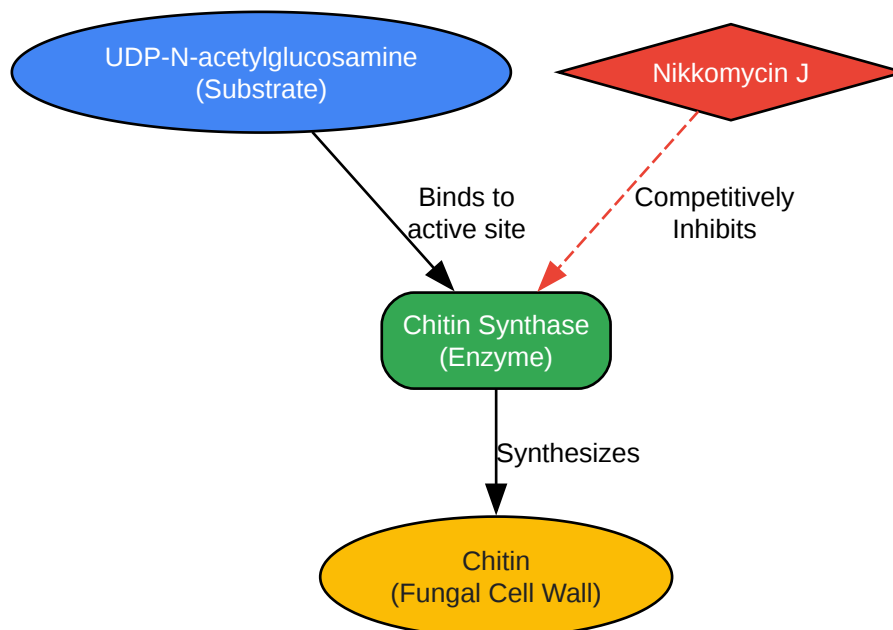 UDP-N-acetylglucosamine
(Substrate)
Nikkomycin J
Binds to
active site
Competitively
Inhibits
Chitin Synthase
(Enzyme)
Synthesizes
Chitin
(Fungal Cell Wall)